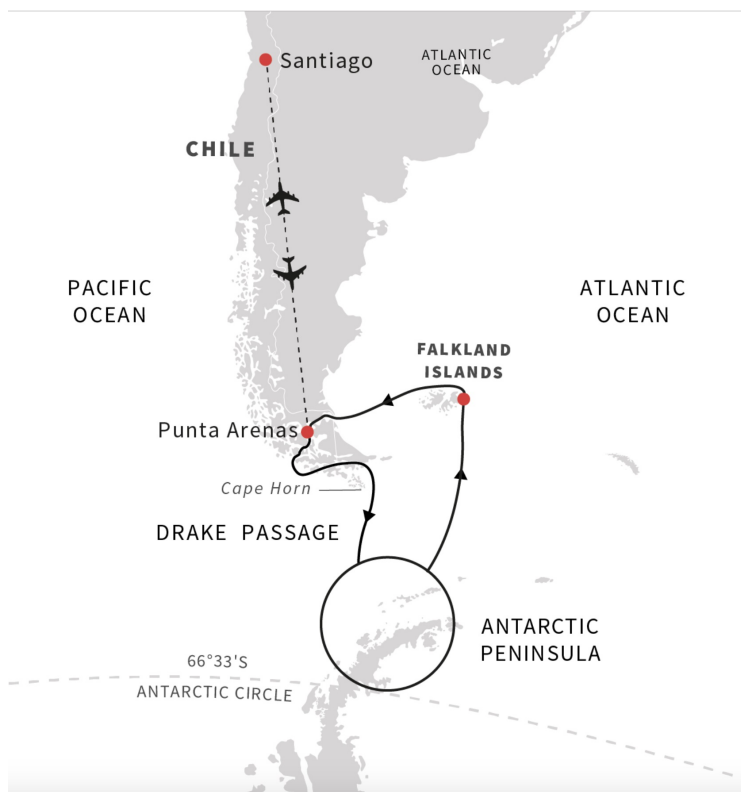 Santiago
ATLANTIC
OCEAN
CHILE
PACIFIC
OCEAN
ATLANTIC
OCEAN
FALKLAND
ISLANDS
Punta Arenas
Cape Horn
DRAKE PASSAGE
ANTARCTIC
PENINSULA
66°33'S
ANTARCTIC CIRCLE